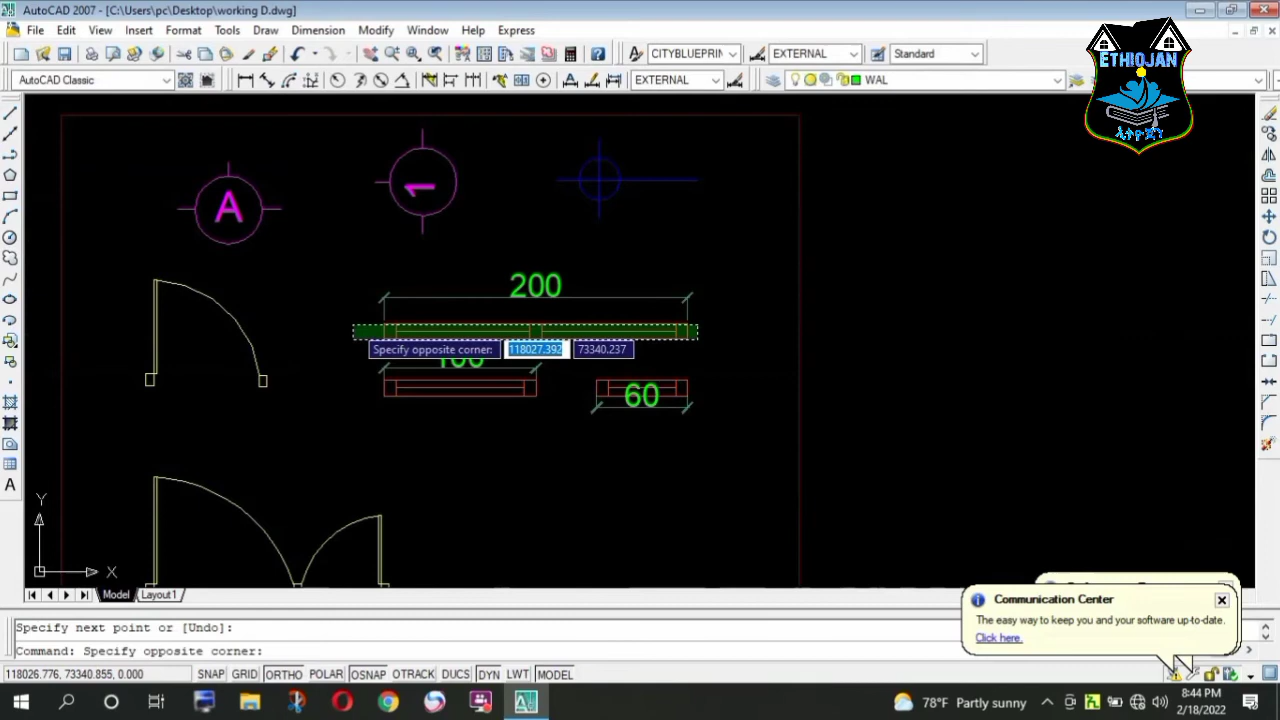 AutoCAD 2007 - [C:\Users\pc\Desktop\working D.dwg]
File Edit View Insert Format Tools Draw Dimension Modify Window Help Express
CITYBLUEPRIN EXTERNAL Standard
AutoCAD Classic EXTERNAL WAL
ETHIOJAN
ኢትዮጃን
A
1
200
Specify opposite corner: 118027.392 73340.237
60
Y
X
Model Layout1
Communication Center
The easy way to keep you and your software up-to-date.
Click here.
Specify next point or [Undo]:
Command: Specify opposite corner:
118026.776, 73340.855, 0.000 SNAP GRID ORTHO POLAR OSNAP OTRACK DUCS DYN LWT MODEL
78°F Partly sunny
8:44 PM
2/18/2022